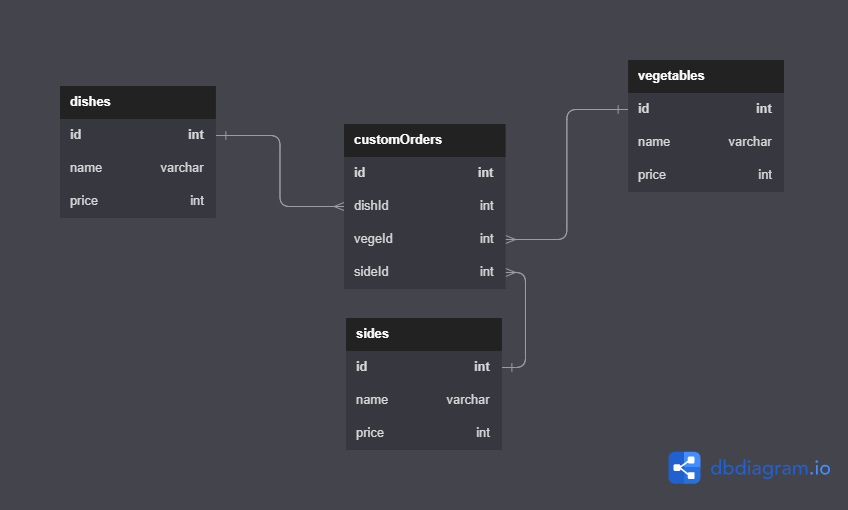 dishes
id int
name varchar
price int
customOrders
id int
dishId int
vegeId int
sideId int
vegetables
id int
name varchar
price int
sides
id int
name varchar
price int
dbdiagram.io